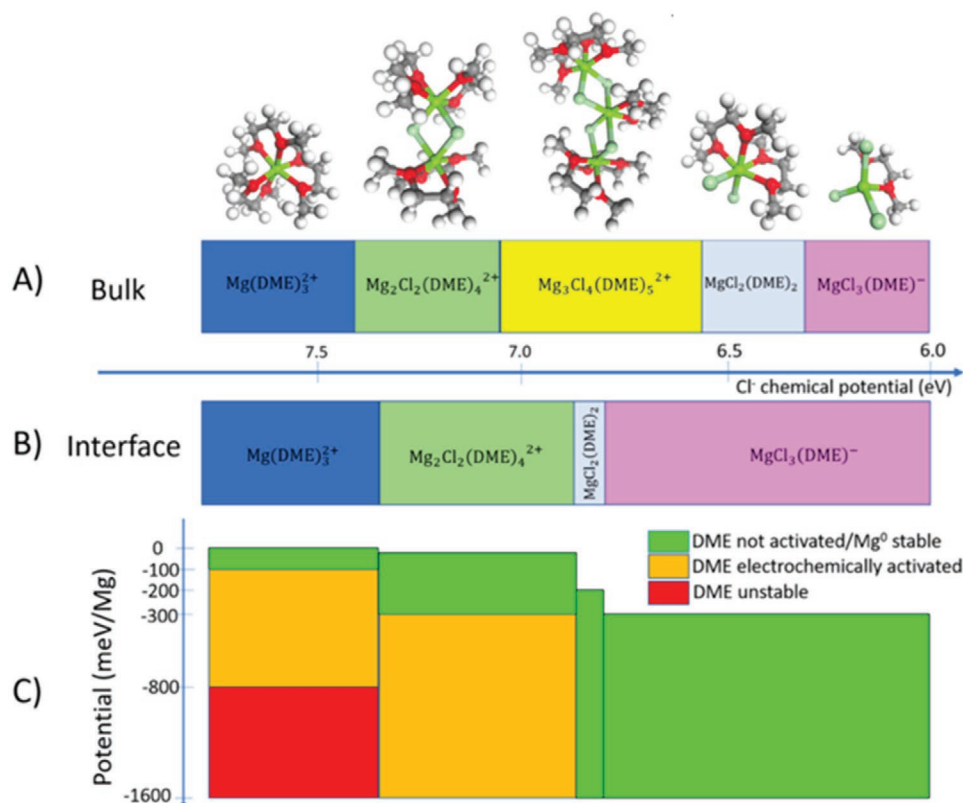 A)
Bulk
Mg(DME)₃²⁺
Mg₂Cl₂(DME)₄²⁺
Mg₃Cl₄(DME)₅²⁺
MgCl₂(DME)₂
MgCl₃(DME)⁻
7.5
7.0
6.5
6.0
Cl⁻ chemical potential (eV)
B)
Interface
Mg(DME)₃²⁺
Mg₂Cl₂(DME)₄²⁺
MgCl₂(DME)₂
MgCl₃(DME)⁻
C)
Potential (meV/Mg)
0
-100
-200
-300
-800
-1600
DME not activated/Mg⁰ stable
DME electrochemically activated
DME unstable